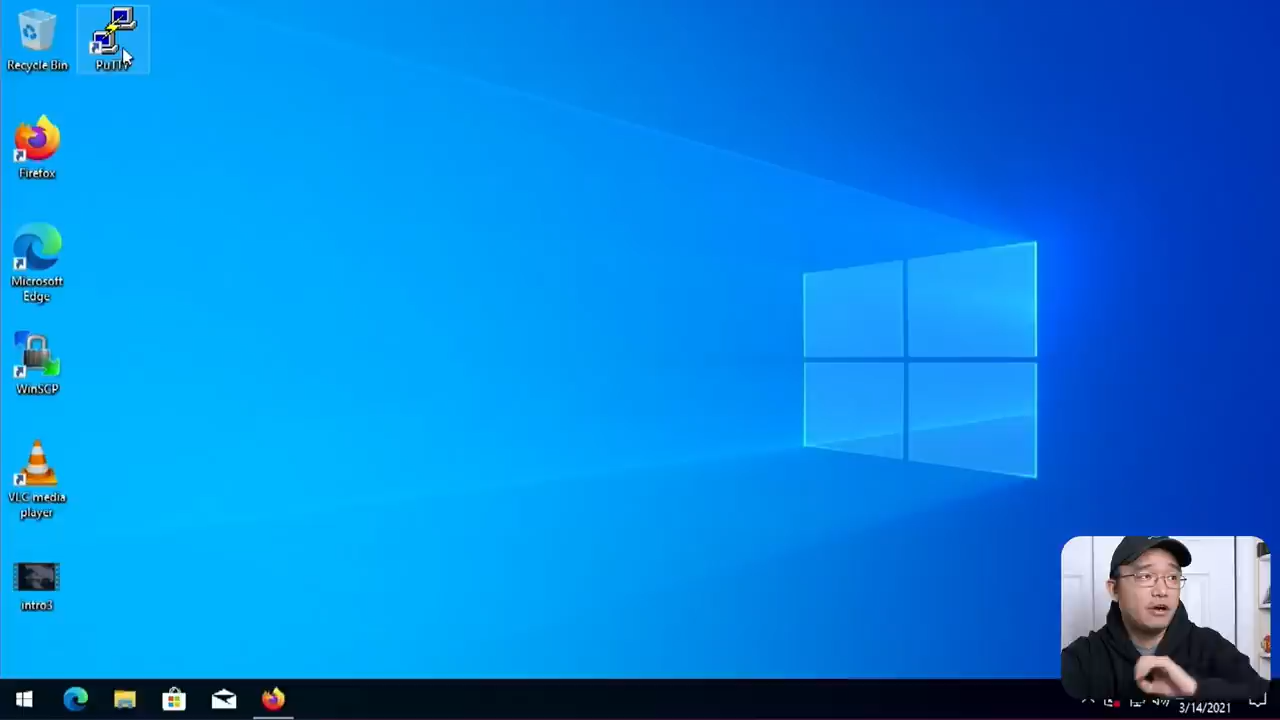 Recycle Bin
PuTTY
Firefox
Microsoft
Edge
WinSCP
VLC media
player
intro3
3/14/2021